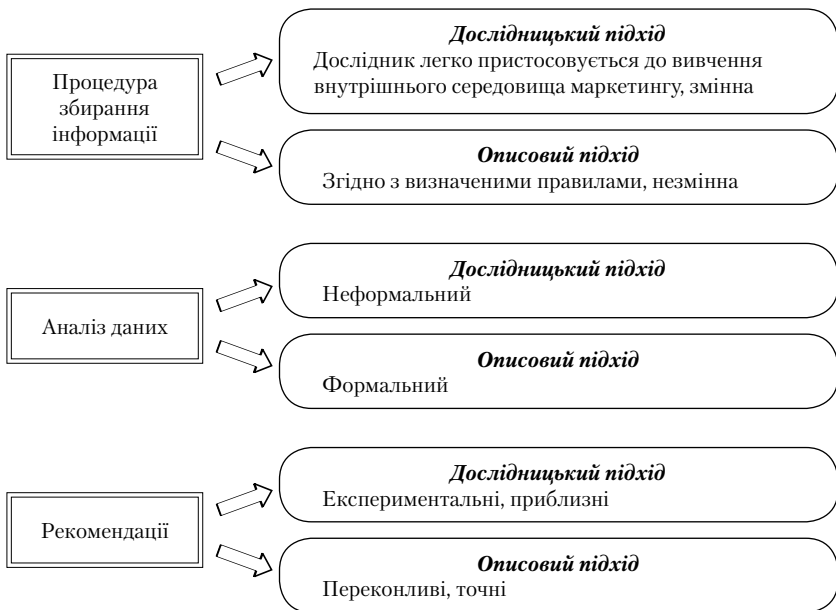 Процедура
збирання
інформації
Дослідницький підхід
Дослідник легко пристосовується до вивчення
внутрішнього середовища маркетингу, змінна
Описовий підхід
Згідно з визначеними правилами, незмінна
Аналіз даних
Дослідницький підхід
Неформальний
Описовий підхід
Формальний
Рекомендації
Дослідницький підхід
Експериментальні, приблизні
Описовий підхід
Переконливі, точні